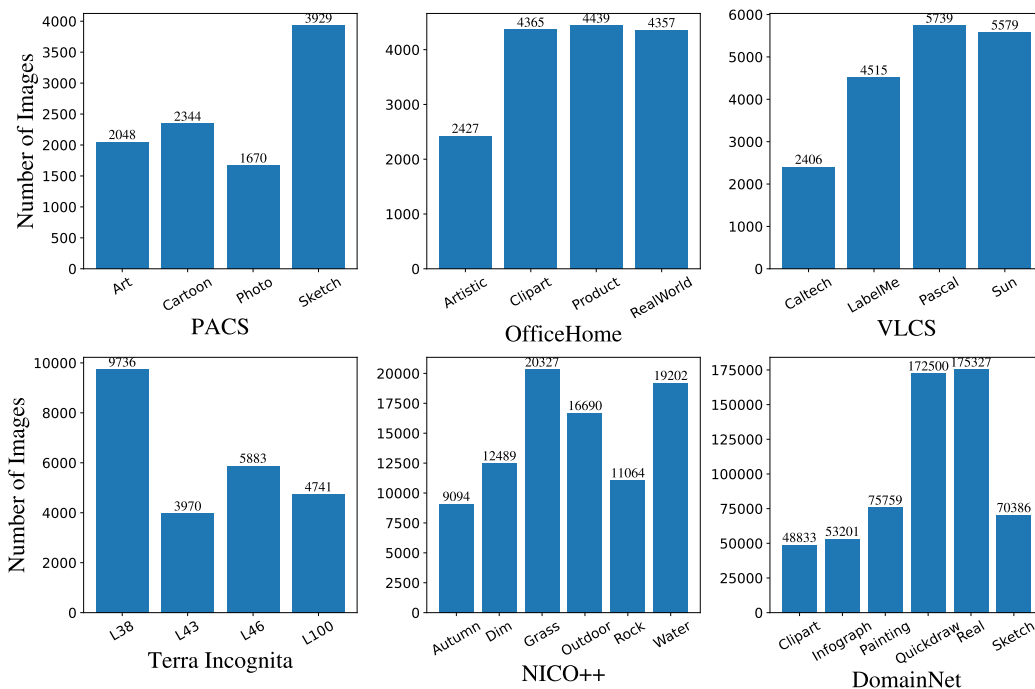 Number of Images
4000
3500
3000
2500
2000
1500
1000
500
0
2048
2344
1670
3929
Art
Cartoon
Photo
Sketch
PACS
4000
3000
2000
1000
0
2427
4365
4439
4357
Artistic
Clipart
Product
RealWorld
OfficeHome
6000
5000
4000
3000
2000
1000
0
2406
4515
5739
5579
Caltech
LabelMe
Pascal
Sun
VLCS
Number of Images
10000
8000
6000
4000
2000
0
9736
3970
5883
4741
L38
L43
L46
L100
Terra Incognita
20000
17500
15000
12500
10000
7500
5000
2500
0
9094
12489
20327
16690
11064
19202
Autumn
Dim
Grass
Outdoor
Rock
Water
NICO++
175000
150000
125000
100000
75000
50000
25000
0
48833
53201
75759
172500
175327
70386
Clipart
Infograph
Painting
Quickdraw
Real
Sketch
DomainNet